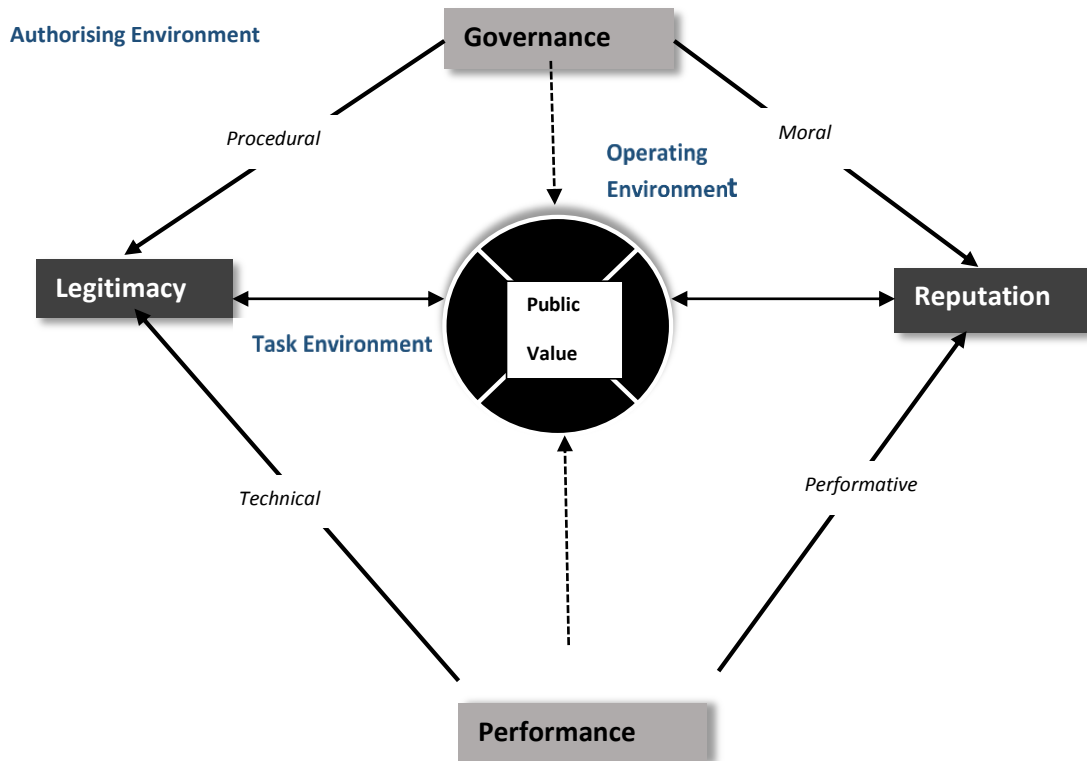 Authorising Environment
Governance
Procedural
Moral
Operating
Environment
Legitimacy
Public
Value
Reputation
Task Environment
Technical
Performative
Performance